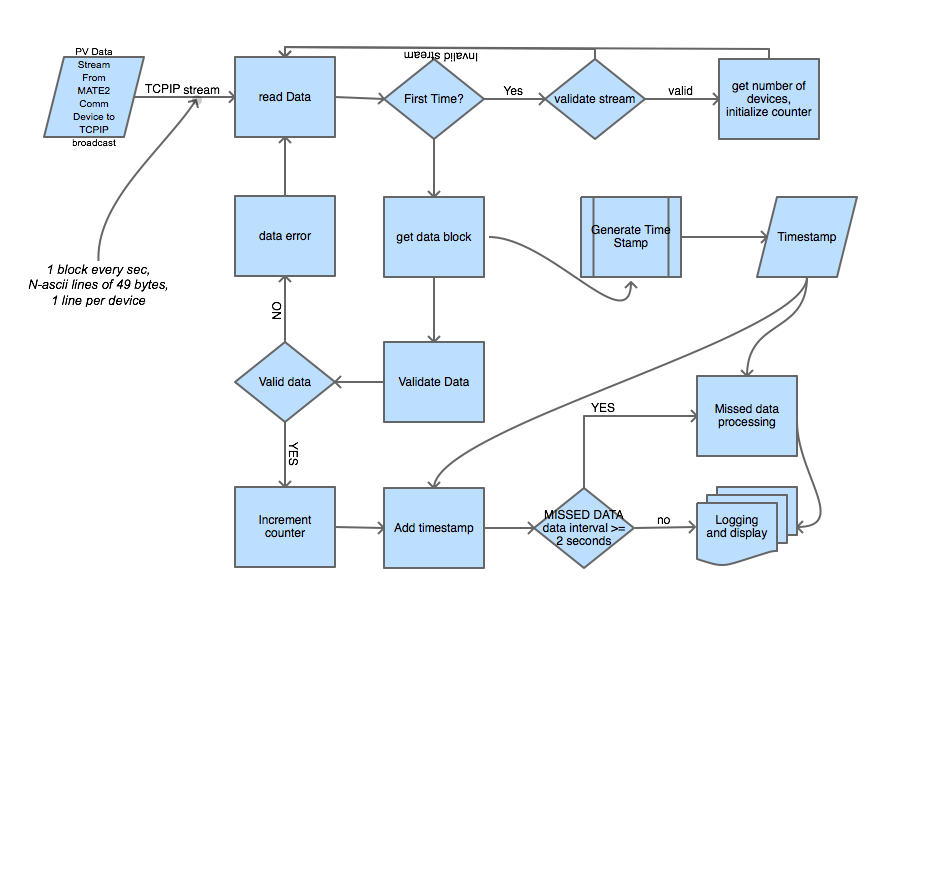 PV Data
Stream
From
MATE2
Comm
Device to
TCPIP
broadcast
TCPIP stream
read Data
Invalid stream
First Time?
Yes
validate stream
valid
get number of
devices,
initialize counter
1 block every sec,
N-ascii lines of 49 bytes,
1 line per device
data error
get data block
Generate Time
Stamp
Timestamp
NO
Valid data
Validate Data
YES
Missed data
processing
YES
Increment
counter
Add timestamp
MISSED DATA
data interval >=
2 seconds
no
Logging
and display